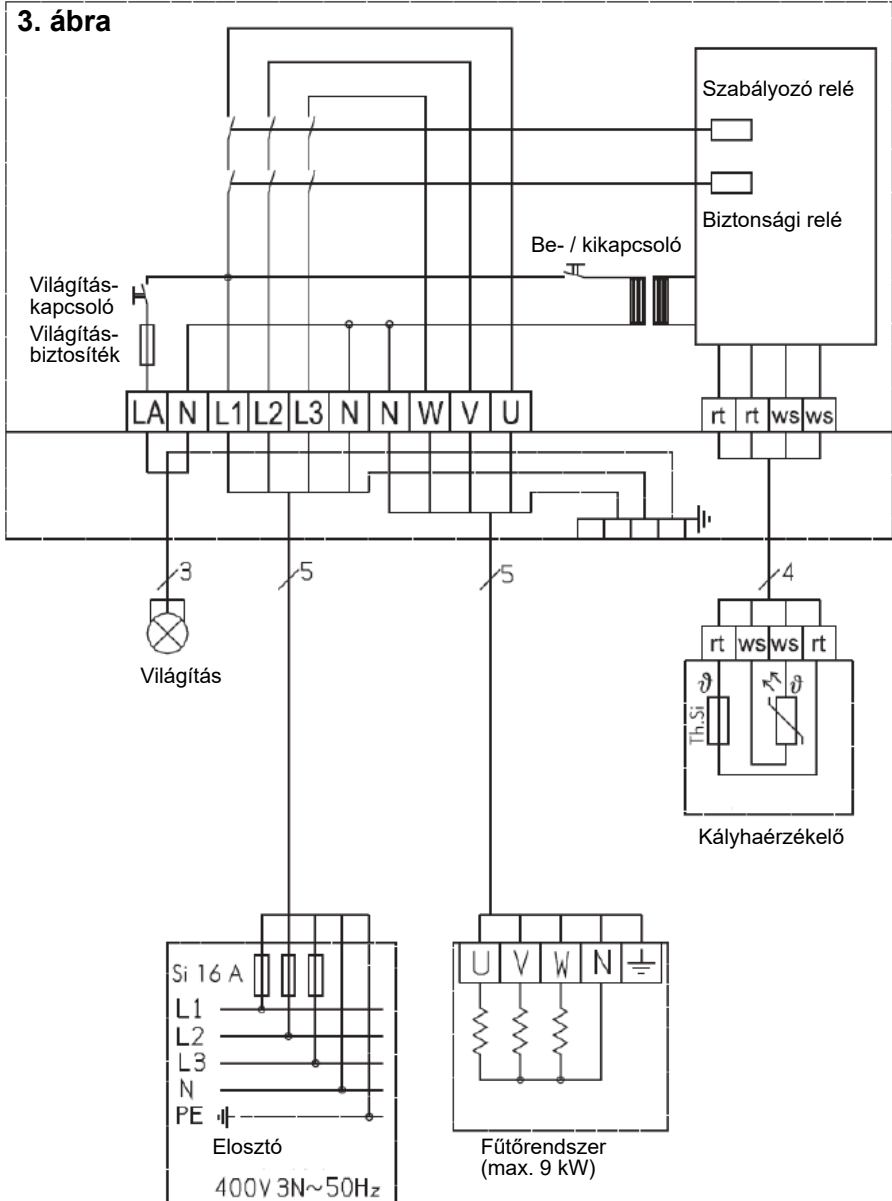 3. ábra
Szabályozó relé
Biztonsági relé
Be- / kikapcsoló
Világítás-
kapcsoló
Világítás-
biztosíték
LA N L1 L2 L3 N N W V U
rt rt ws ws
3
5
5
4
Világítás
rt ws ws rt
ϑ ϑ
Th.Si
Kályhaérzékelő
Si 16 A
L1
L2
L3
N
PE
Elosztó
400V 3N~50Hz
U V W N
Fűtőrendszer
(max. 9 kW)